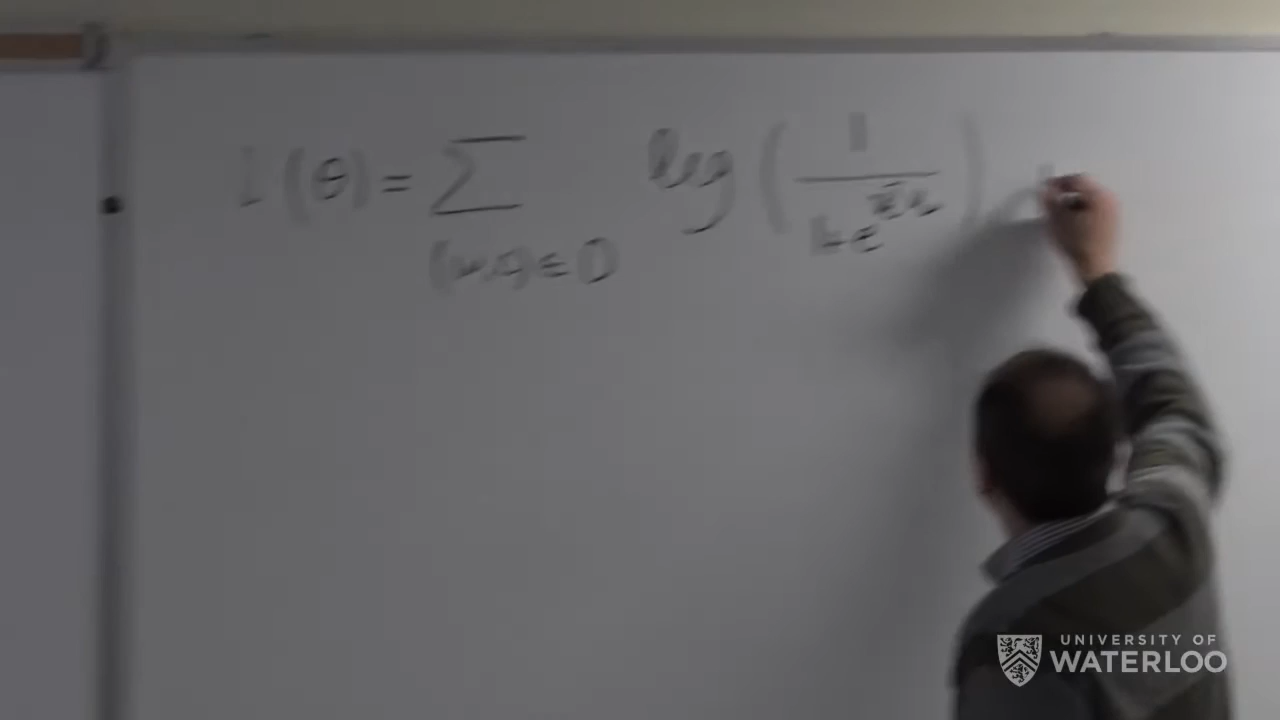 l(θ) = Σ log ( 1 / 1+e
(w,c) ∈ D
UNIVERSITY OF
WATERLOO